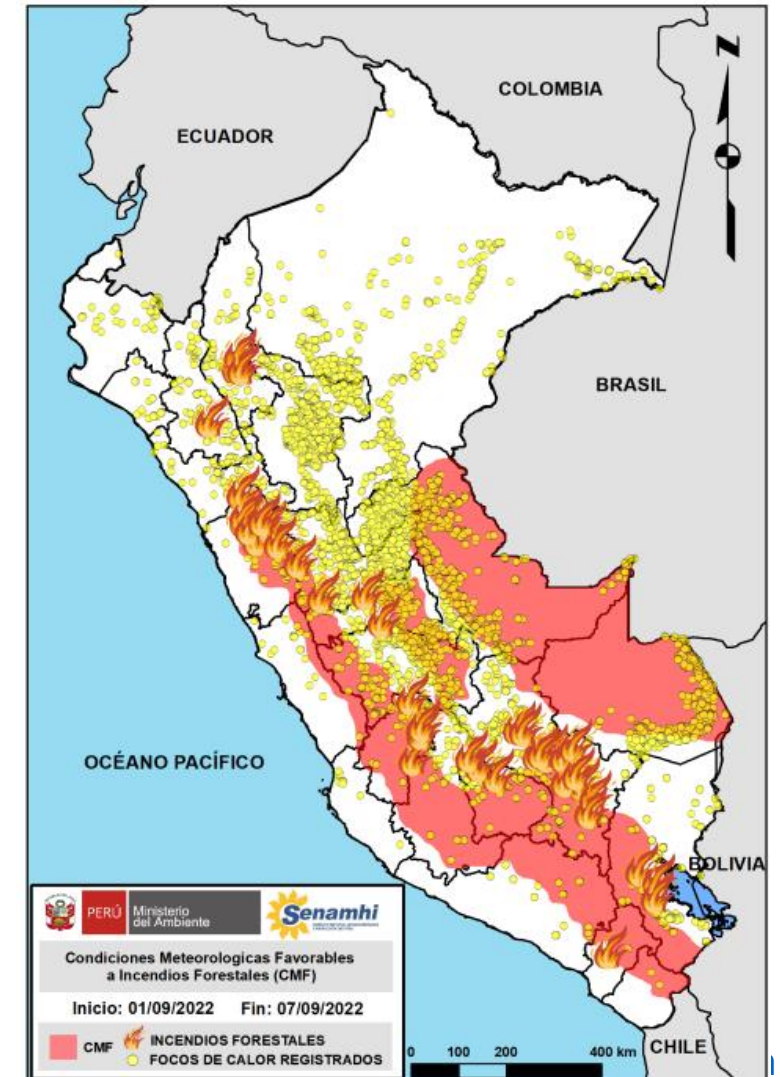 COLOMBIA
ECUADOR
BRASIL
OCÉANO PACÍFICO
BOLIVIA
CHILE
PERÚ
Ministerio
del Ambiente
Senamhi
Condiciones Meteorologicas Favorables
a Incendios Forestales (CMF)
Inicio: 01/09/2022 Fin: 07/09/2022
CMF
INCENDIOS FORESTALES
FOCOS DE CALOR REGISTRADOS
0 100 200 400 km